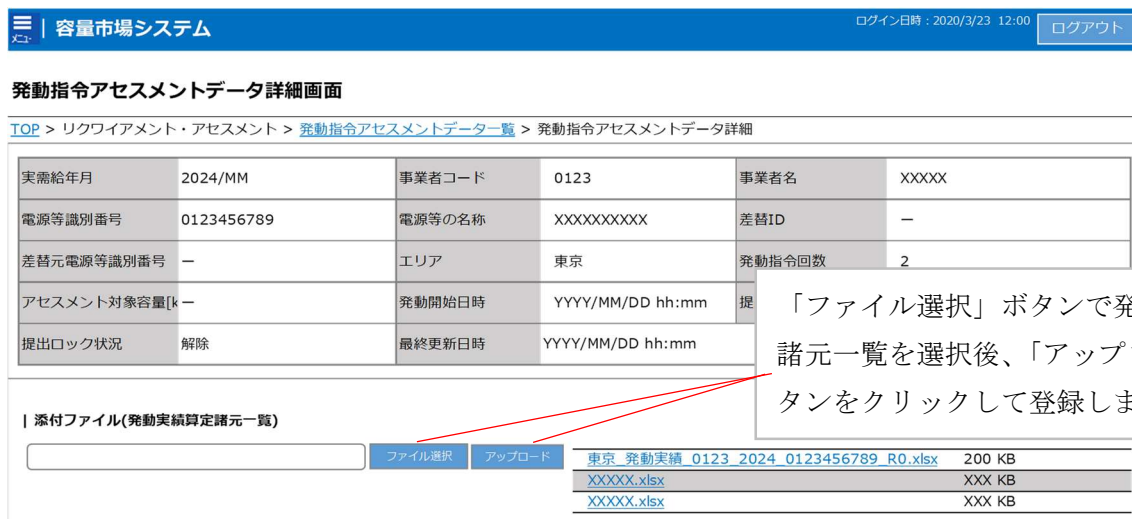 メニュー | 容量市場システム
ログイン日時：2020/3/23 12:00
ログアウト
発動指令アセスメントデータ詳細画面
TOP > リクワイアメント・アセスメント > 発動指令アセスメントデータ一覧 > 発動指令アセスメントデータ詳細
実需給年月 2024/MM 事業者コード 0123 事業者名 XXXXX
電源等識別番号 0123456789 電源等の名称 XXXXXXXXXX 差替ID －
差替元電源等識別番号 － エリア 東京 発動指令回数 2
アセスメント対象容量[k － 発動開始日時 YYYY/MM/DD hh:mm 提
提出ロック状況 解除 最終更新日時 YYYY/MM/DD hh:mm
「ファイル選択」ボタンで発
諸元一覧を選択後、「アップ
タンをクリックして登録しま
| 添付ファイル(発動実績算定諸元一覧)
ファイル選択 アップロード
東京_発動実績_0123_2024_0123456789_R0.xlsx 200 KB
XXXXX.xlsx XXX KB
XXXXX.xlsx XXX KB